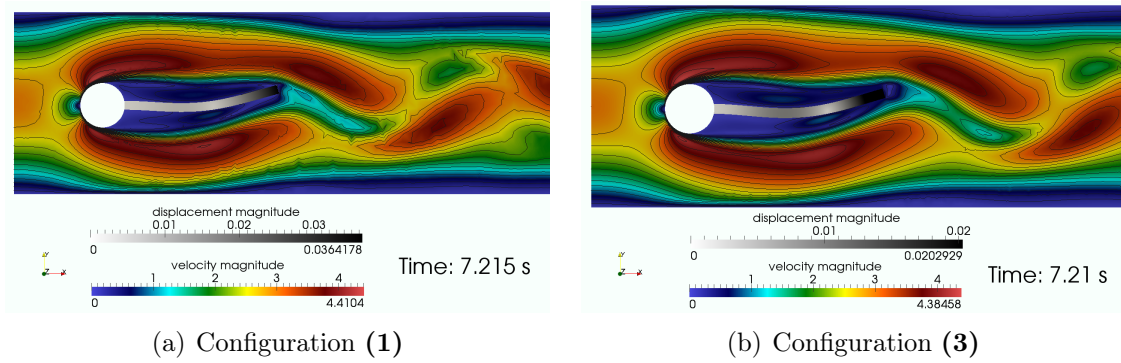 displacement magnitude
0.01 0.02 0.03
0 0.0364178
velocity magnitude
1 2 3 4
0 4.4104
Y
Z X
Time: 7.215 s
(a) Configuration (1)
displacement magnitude
0.01 0.02
0 0.0202929
velocity magnitude
1 2 3 4
0 4.38458
Y
Z X
Time: 7.21 s
(b) Configuration (3)